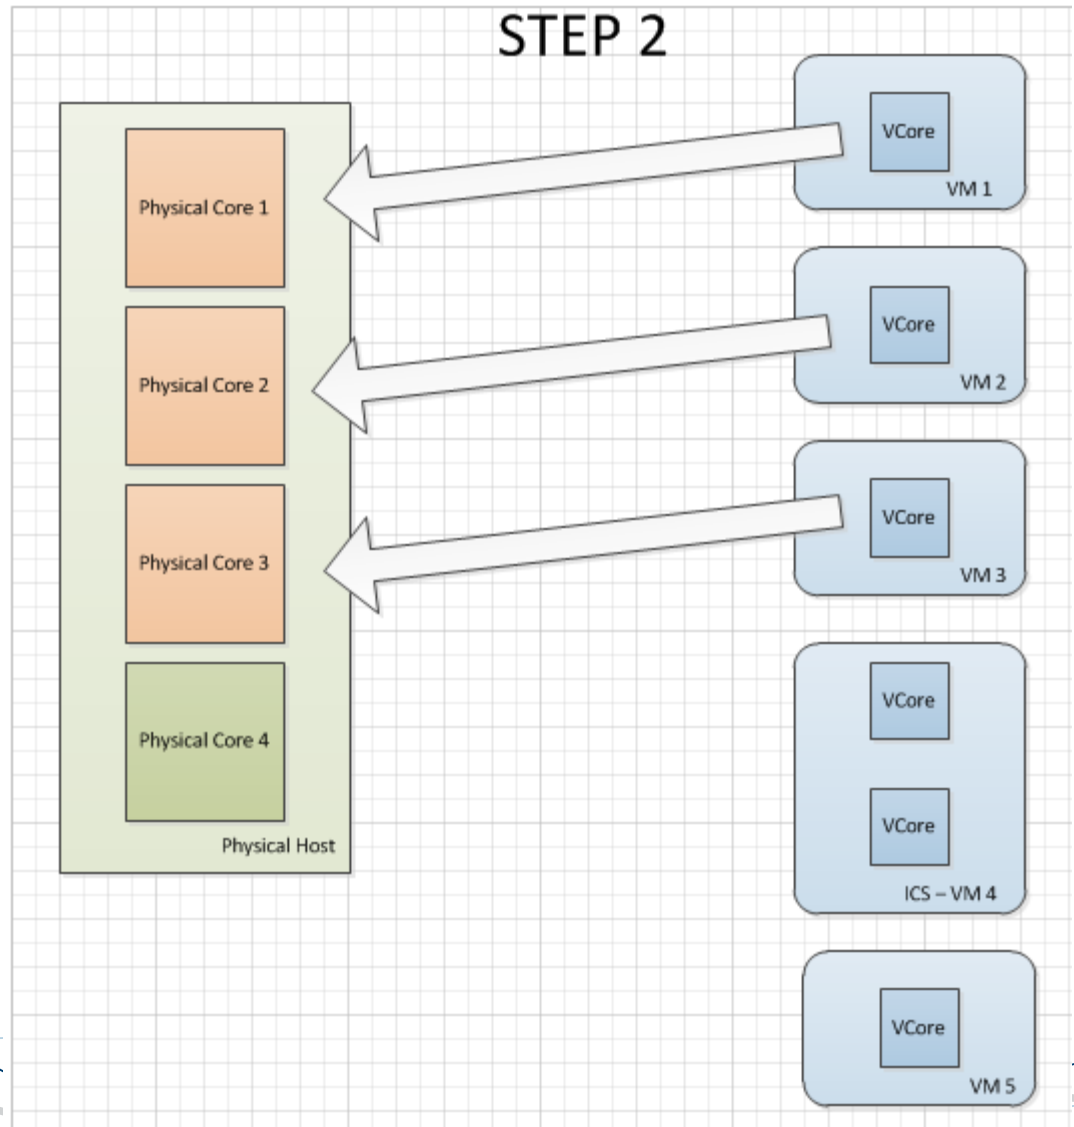 STEP 2
Physical Core 1
Physical Core 2
Physical Core 3
Physical Core 4
Physical Host
VCore
VM 1
VCore
VM 2
VCore
VM 3
VCore
VCore
ICS – VM 4
VCore
VM 5